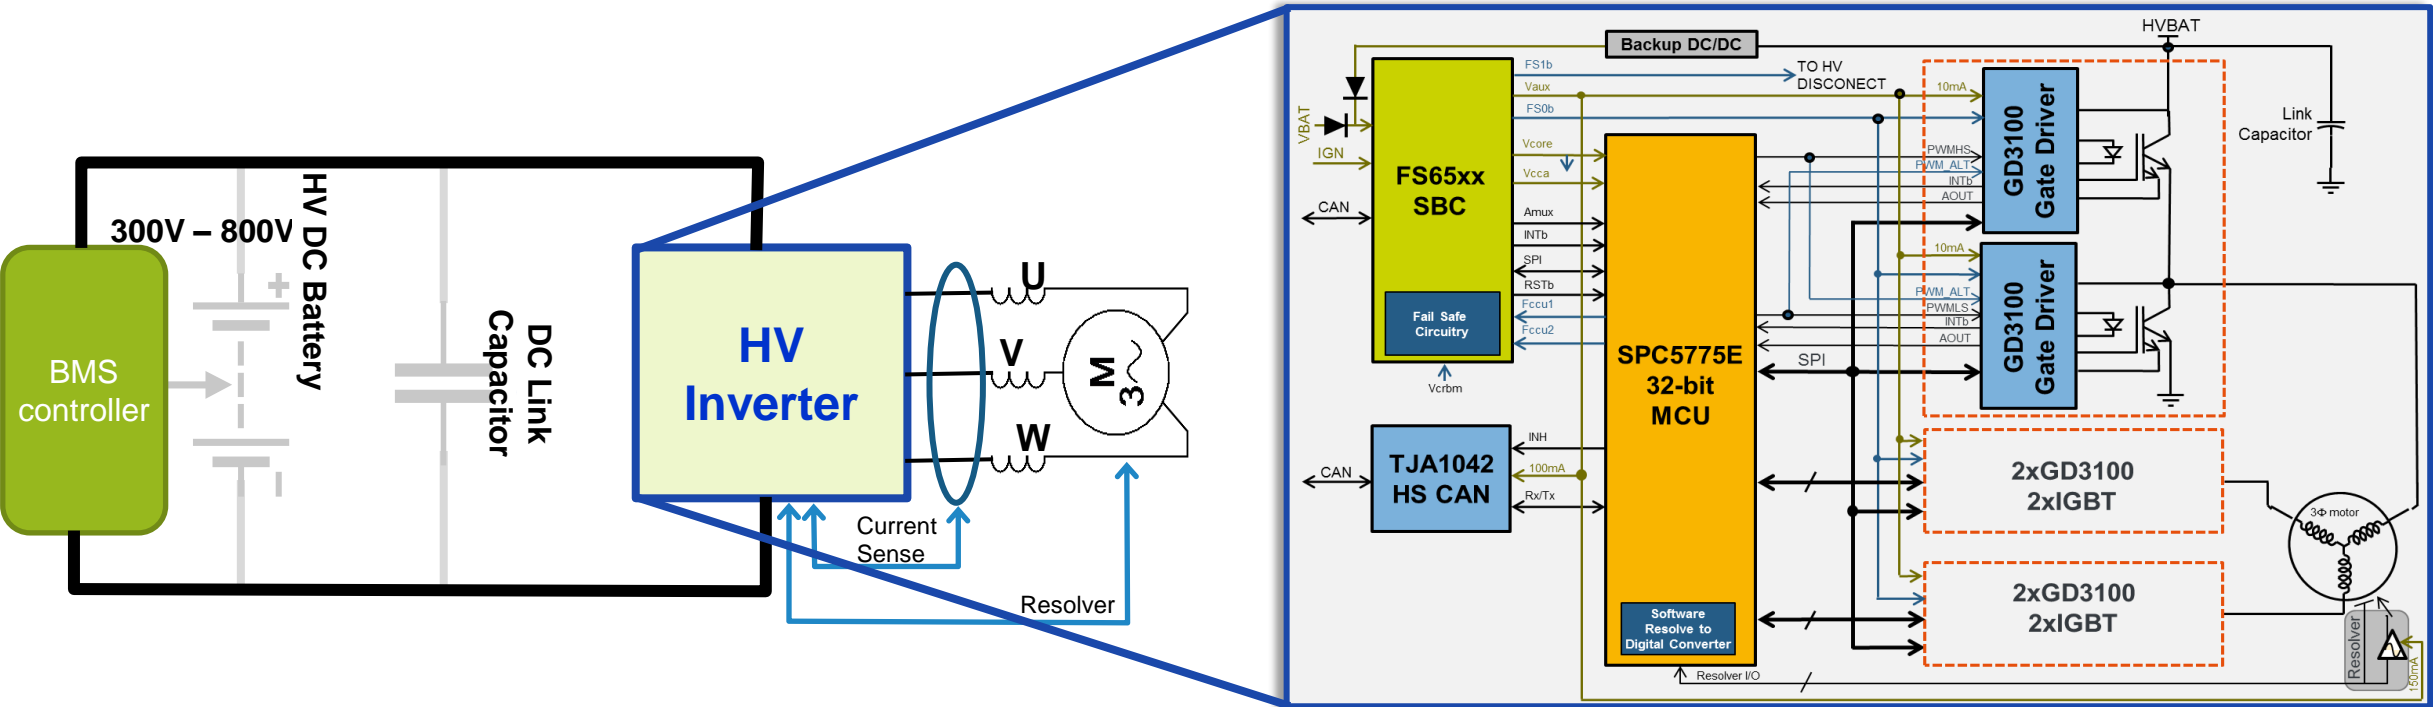 300V – 800V
HV DC Battery
+
BMS
controller
DC Link
Capacitor
HV
Inverter
U
V
W
M
3
Current
Sense
Resolver
HVBAT
Backup DC/DC
VBAT
IGN
CAN
FS65xx
SBC
Fail Safe
Circuitry
Vcrbm
FS1b
TO HV
DISCONECT
Vaux
FS0b
Vcore
Vcca
Amux
INTb
SPI
RSTb
Fccu1
Fccu2
CAN
TJA1042
HS CAN
INH
100mA
Rx/Tx
SPC5775E
32-bit
MCU
Software
Resolve to
Digital Converter
Resolver I/O
10mA
PWMHS
PWM_ALT
INTb
AOUT
GD3100
Gate Driver
10mA
PWM_ALT
PWMLS
INTb
AOUT
SPI
GD3100
Gate Driver
Link
Capacitor
2xGD3100
2xIGBT
2xGD3100
2xIGBT
3Φ motor
Resolver
150mA